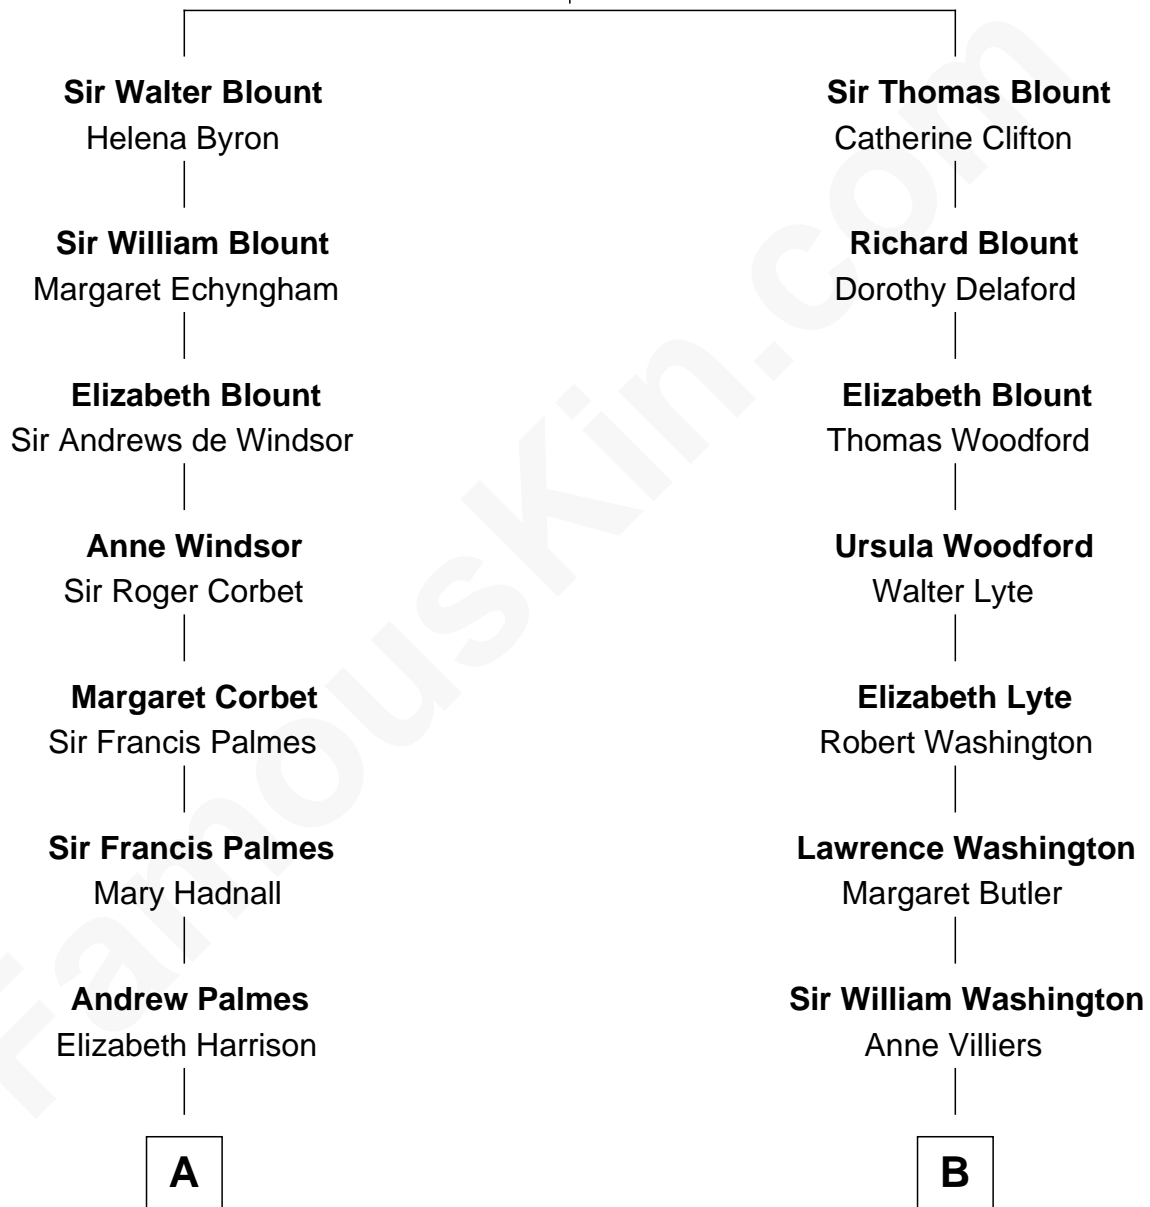 Sir Walter Blount
Helena Byron
Sir William Blount
Margaret Echyngham
Elizabeth Blount
Sir Andrews de Windsor
Anne Windsor
Sir Roger Corbet
Margaret Corbet
Sir Francis Palmes
Sir Francis Palmes
Mary Hadnall
Andrew Palmes
Elizabeth Harrison
A
Sir Thomas Blount
Catherine Clifton
Richard Blount
Dorothy Delaford
Elizabeth Blount
Thomas Woodford
Ursula Woodford
Walter Lyte
Elizabeth Lyte
Robert Washington
Lawrence Washington
Margaret Butler
Sir William Washington
Anne Villiers
B
FamousKin.com